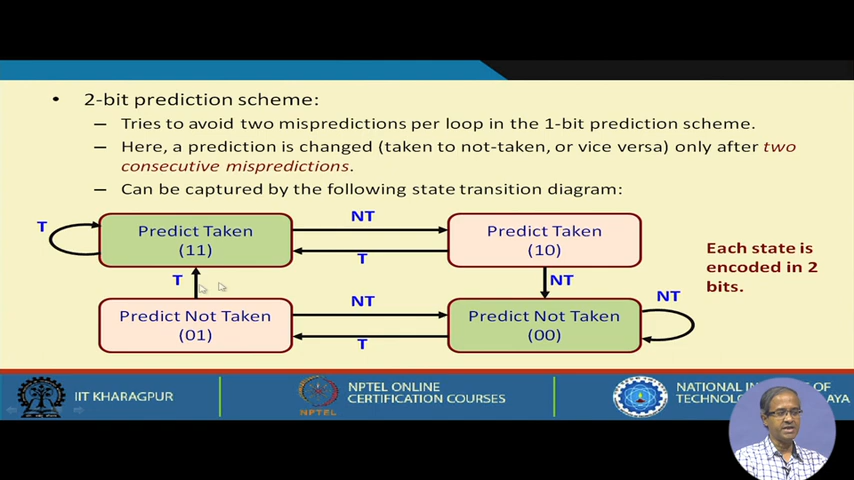 • 2-bit prediction scheme:
– Tries to avoid two mispredictions per loop in the 1-bit prediction scheme.
– Here, a prediction is changed (taken to not-taken, or vice versa) only after two
consecutive mispredictions.
– Can be captured by the following state transition diagram:
T
Predict Taken
(11)
NT
T
Predict Taken
(10)
Each state is
encoded in 2
bits.
T
NT
Predict Not Taken
(01)
NT
T
Predict Not Taken
(00)
NT
IIT KHARAGPUR
NPTEL
NPTEL ONLINE
CERTIFICATION COURSES
NATIONAL OF
TECHNOLOG